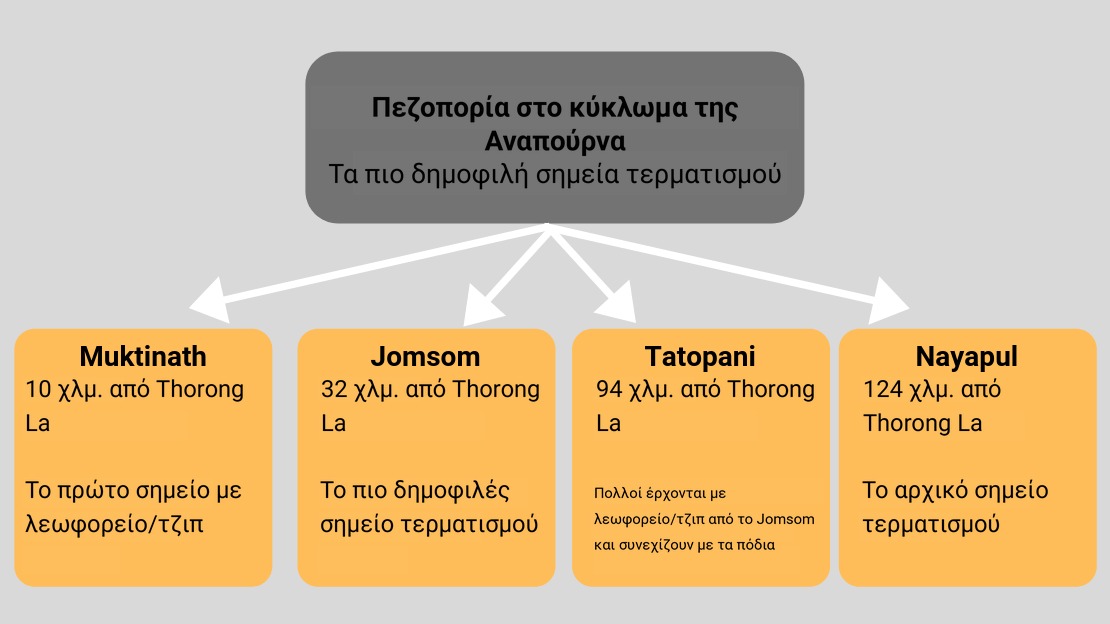 Πεζοπορία στο κύκλωμα της
Αναπούρνα
Τα πιο δημοφιλή σημεία τερματισμού
Muktinath
10 χλμ. από Thorong
La
Το πρώτο σημείο με
λεωφορείο/τζιπ
Jomsom
32 χλμ. από Thorong
La
Το πιο δημοφιλές
σημείο τερματισμού
Tatopani
94 χλμ. από Thorong
La
Πολλοί έρχονται με
λεωφορείο/τζιπ από το Jomsom
και συνεχίζουν με τα πόδια
Nayapul
124 χλμ. από
Thorong La
Το αρχικό σημείο
τερματισμού